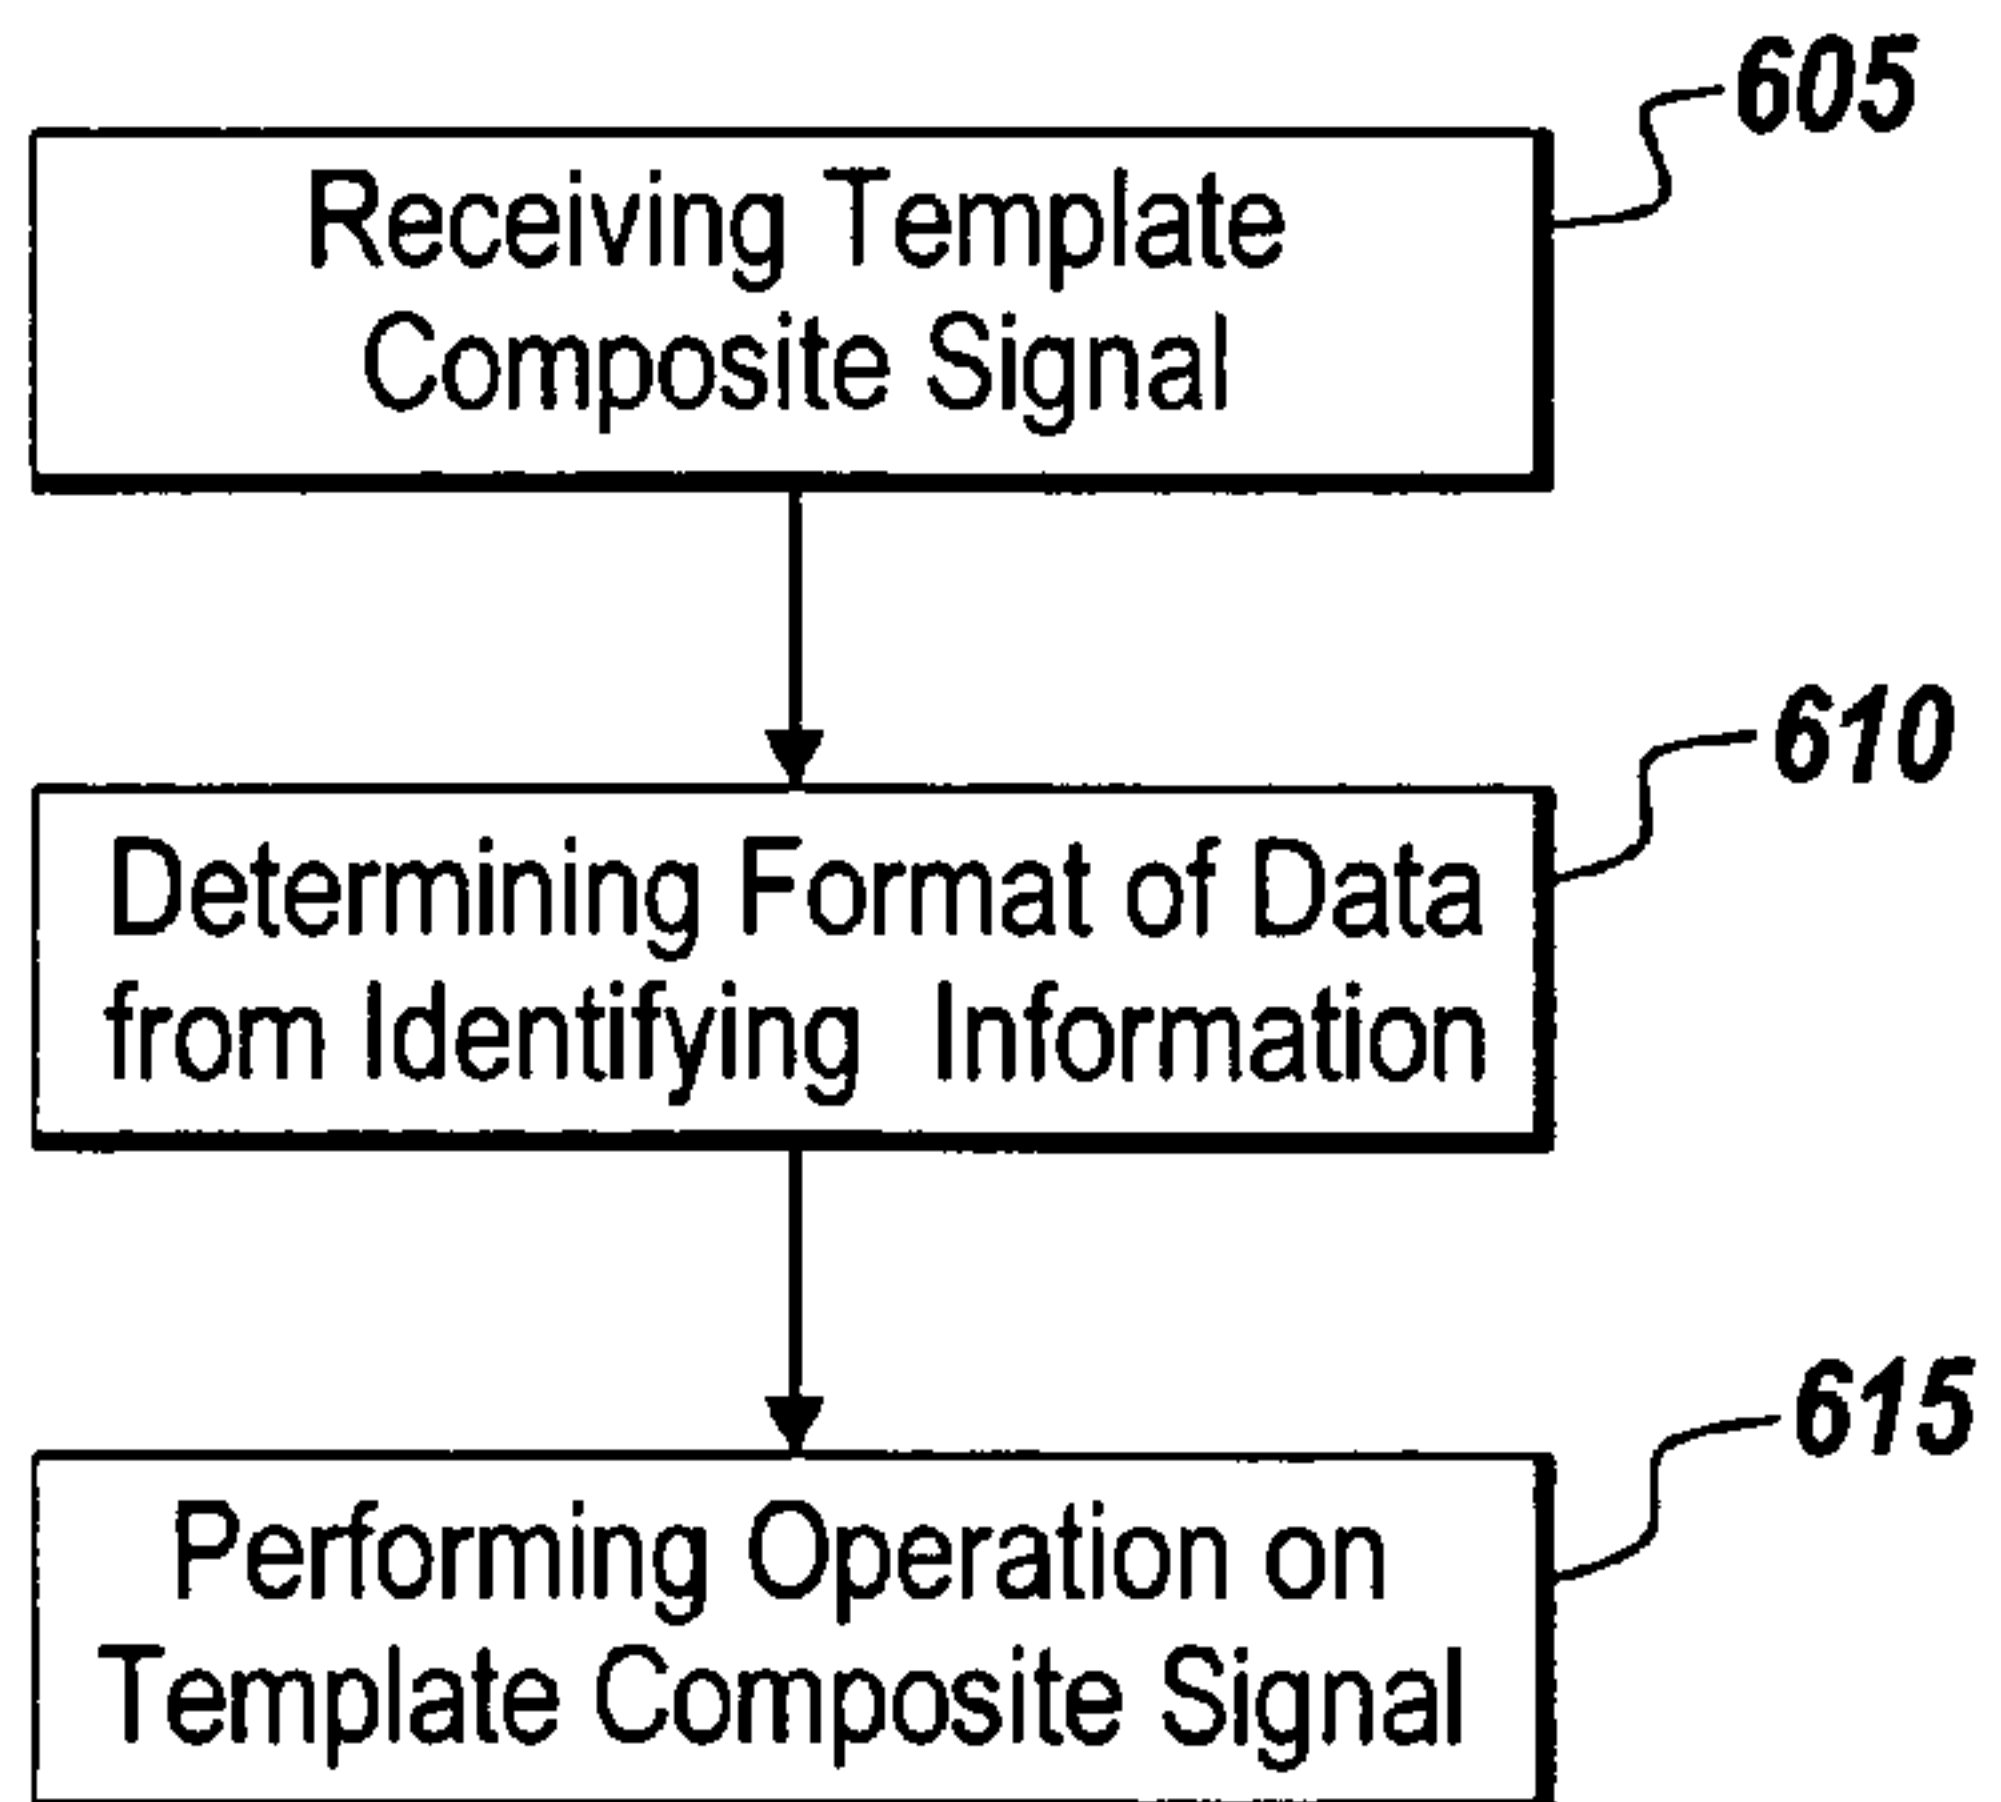 605
Receiving Template
Composite Signal
610
Determining Format of Data
from Identifying Information
615
Performing Operation on
Template Composite Signal